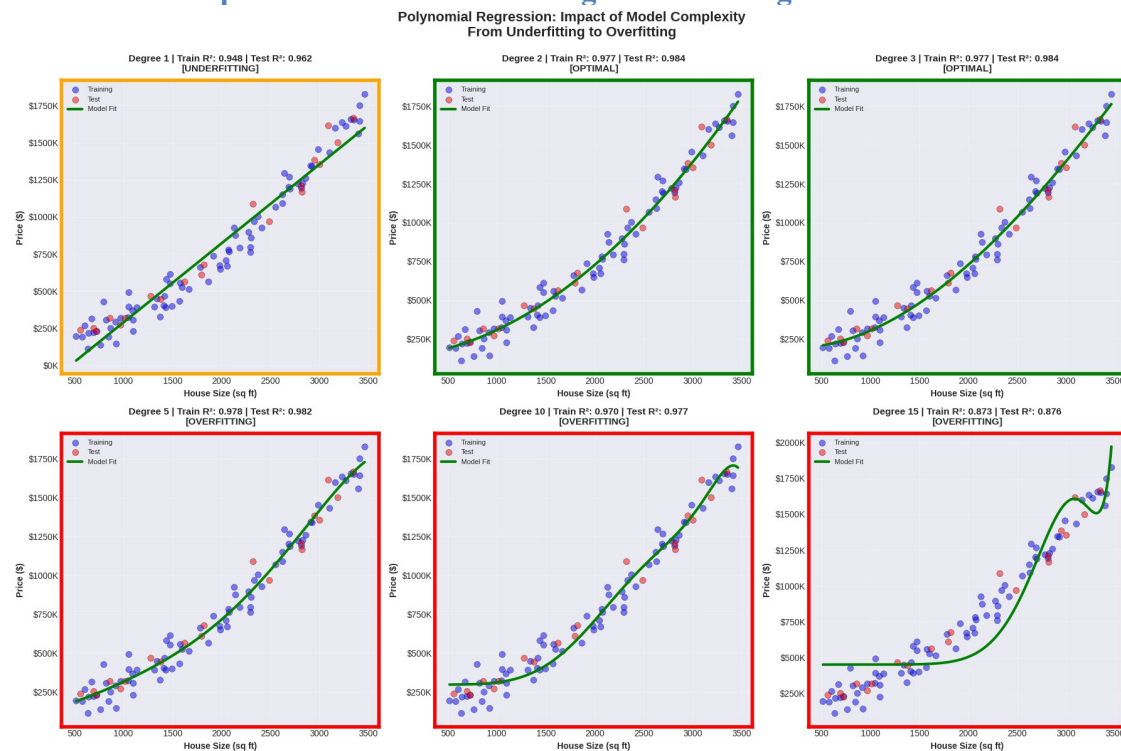 Polynomial Regression: Impact of Model Complexity
From Underfitting to Overfitting
Degree 1 | Train R²: 0.948 | Test R²: 0.962
[UNDERFITTING]
Training
Test
Model Fit
$1750K
$1500K
$1250K
$1000K
$750K
$500K
$250K
$0K
Price ($)
500 1000 1500 2000 2500 3000 3500
House Size (sq ft)
Degree 2 | Train R²: 0.977 | Test R²: 0.984
[OPTIMAL]
Training
Test
Model Fit
$1750K
$1500K
$1250K
$1000K
$750K
$500K
$250K
Price ($)
500 1000 1500 2000 2500 3000 3500
House Size (sq ft)
Degree 3 | Train R²: 0.977 | Test R²: 0.984
[OPTIMAL]
Training
Test
Model Fit
$1750K
$1500K
$1250K
$1000K
$750K
$500K
$250K
Price ($)
500 1000 1500 2000 2500 3000 3500
House Size (sq ft)
Degree 5 | Train R²: 0.978 | Test R²: 0.982
[OVERFITTING]
Training
Test
Model Fit
$1750K
$1500K
$1250K
$1000K
$750K
$500K
$250K
Price ($)
500 1000 1500 2000 2500 3000 3500
House Size (sq ft)
Degree 10 | Train R²: 0.970 | Test R²: 0.977
[OVERFITTING]
Training
Test
Model Fit
$1750K
$1500K
$1250K
$1000K
$750K
$500K
$250K
Price ($)
500 1000 1500 2000 2500 3000 3500
House Size (sq ft)
Degree 15 | Train R²: 0.873 | Test R²: 0.876
[OVERFITTING]
Training
Test
Model Fit
$2000K
$1750K
$1500K
$1250K
$1000K
$750K
$500K
$250K
Price ($)
500 1000 1500 2000 2500 3000 3500
House Size (sq ft)